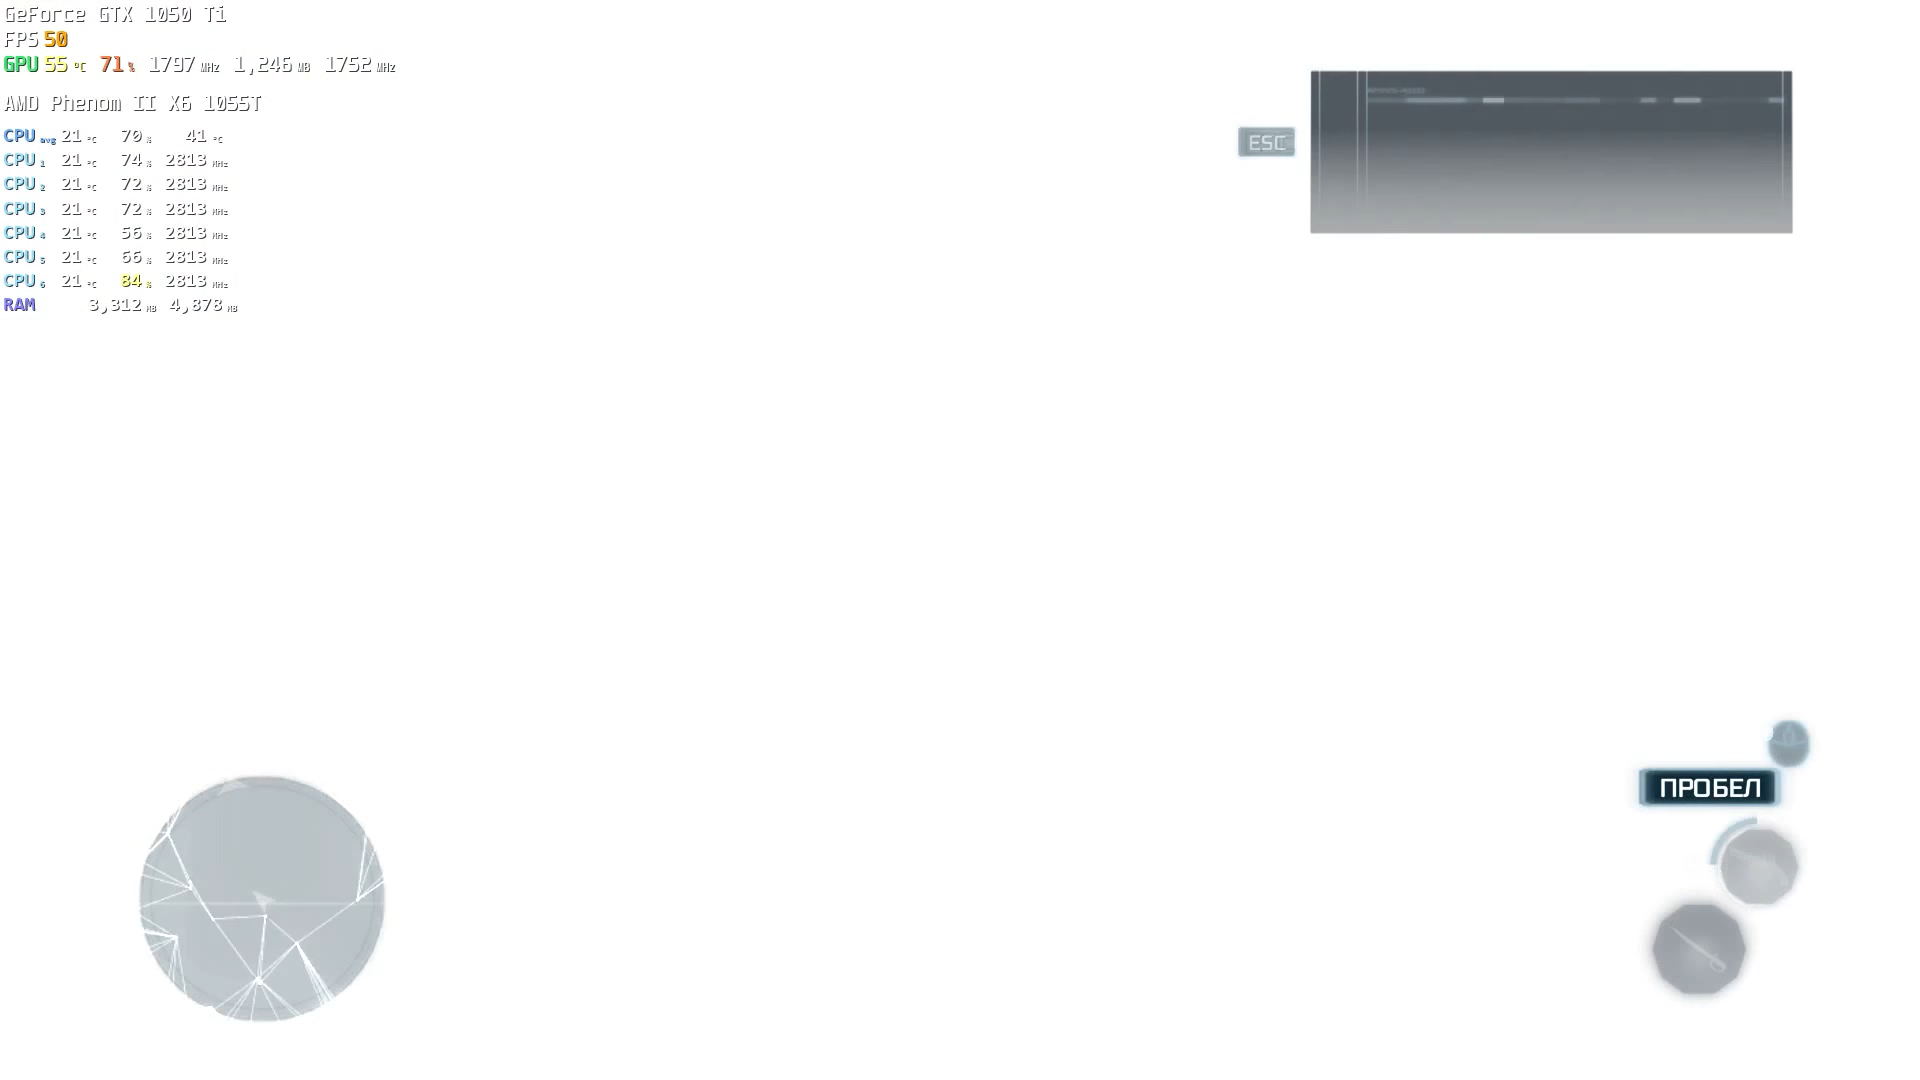 GeForce GTX 1050 Ti
FPS 50
GPU 55 °C 71 % 1797 MHz 1,246 MB 1752 MHz
AMD Phenom II X6 1055T
CPU avg 21 °C 70 % 41 °C
CPU 1 21 °C 74 % 2813 MHz
CPU 2 21 °C 72 % 2813 MHz
CPU 3 21 °C 72 % 2813 MHz
CPU 4 21 °C 56 % 2813 MHz
CPU 5 21 °C 66 % 2813 MHz
CPU 6 21 °C 84 % 2813 MHz
RAM 3,312 MB 4,878 MB
ESC
ПРОБЕЛ